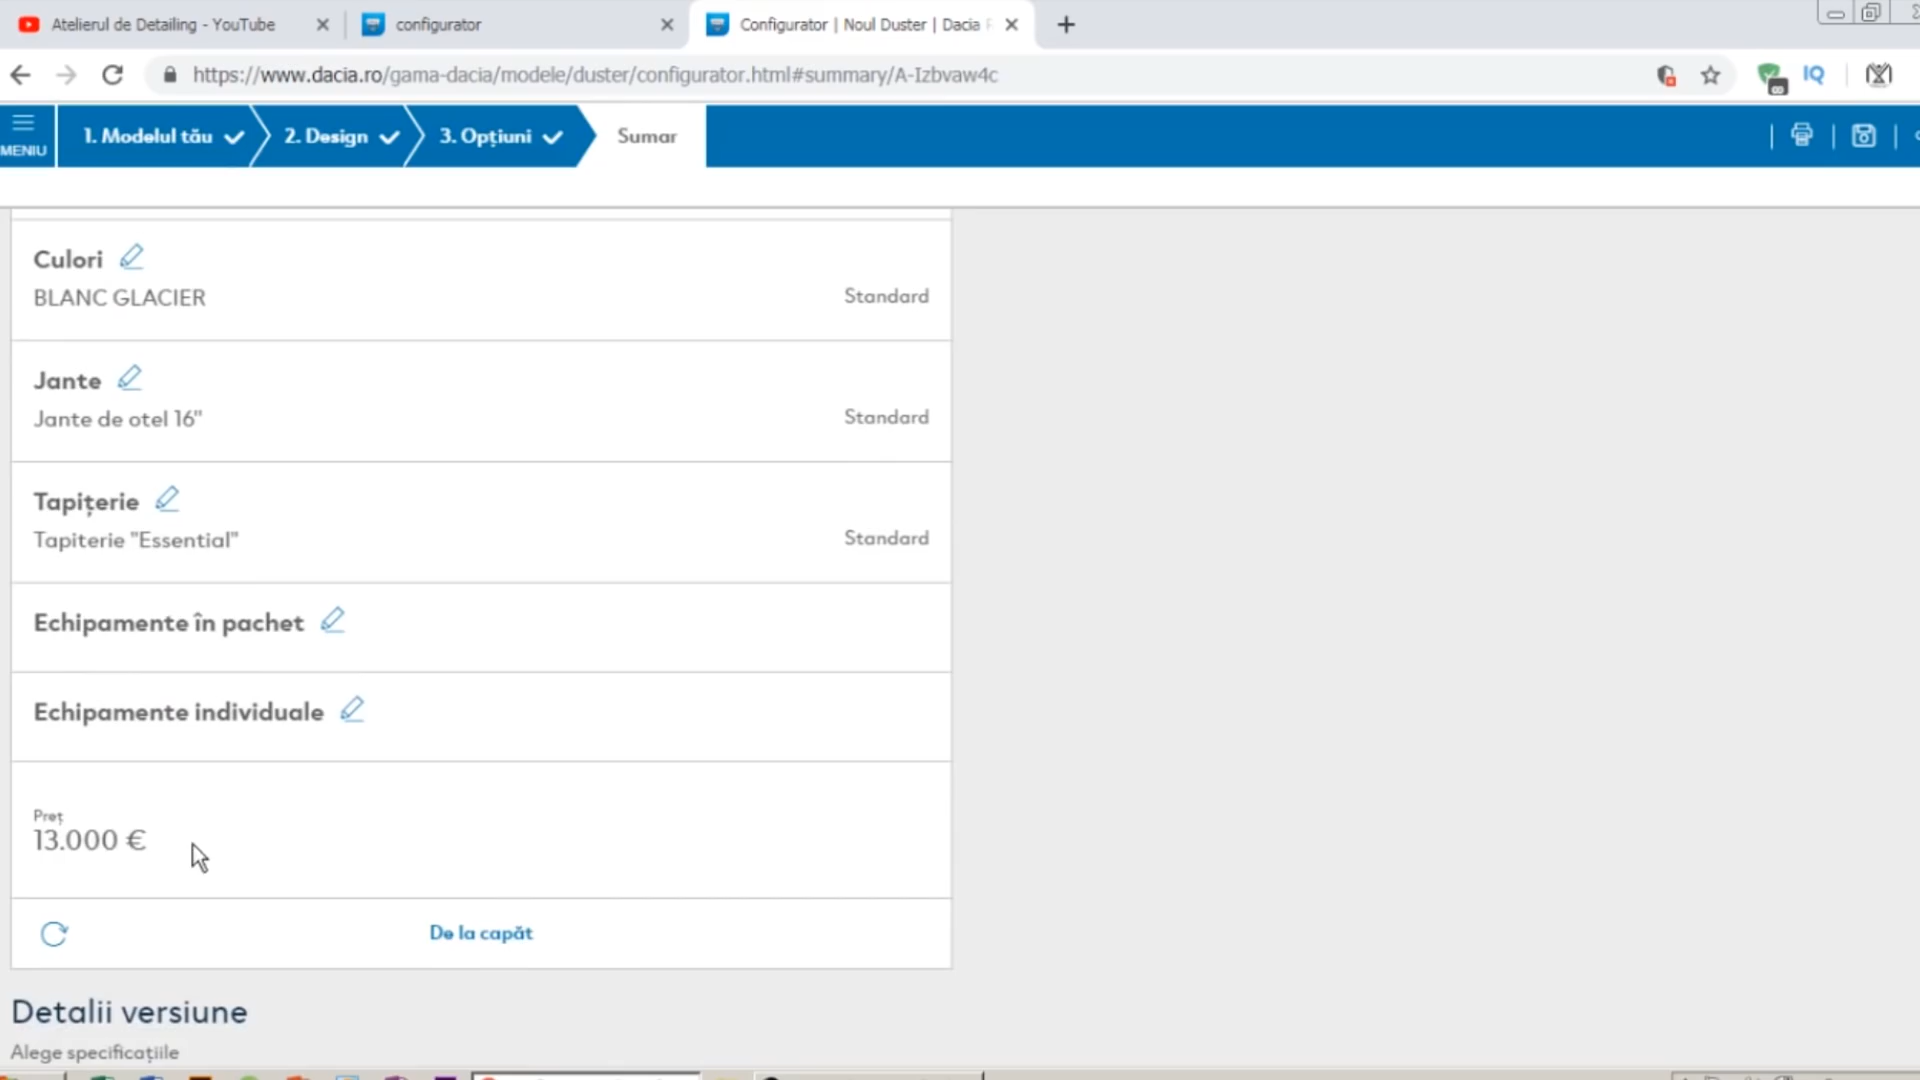 Atelierul de Detailing - YouTube
configurator
Configurator | Noul Duster | Dacia
https://www.dacia.ro/gama-dacia/modele/duster/configurator.html#summary/A-Izbvaw4c
IQ
MENIU
1. Modelul tău
2. Design
3. Opțiuni
Sumar
Culori
BLANC GLACIER
Standard
Jante
Jante de otel 16"
Standard
Tapițerie
Tapiterie "Essential"
Standard
Echipamente în pachet
Echipamente individuale
Preț
13.000 €
De la capăt
Detalii versiune
Alege specificațiile